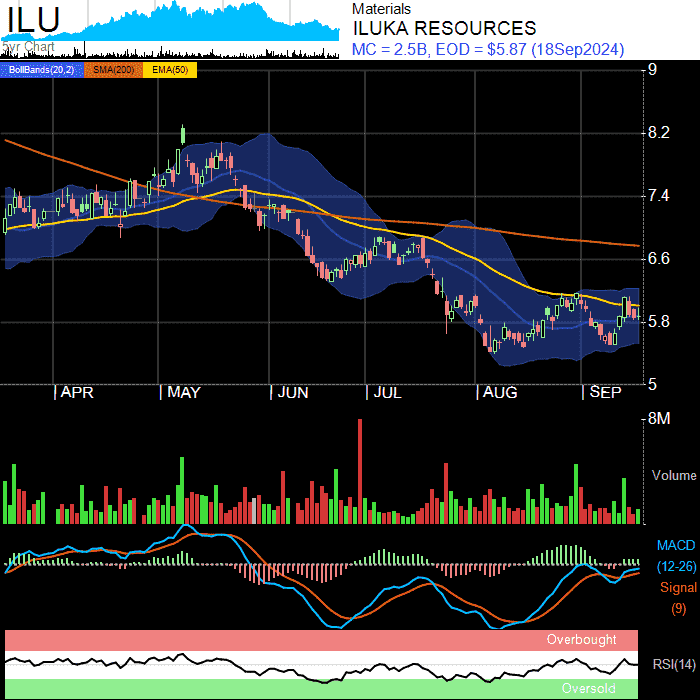 ILU
5yr Chart
Materials
ILUKA RESOURCES
MC = 2.5B, EOD = $5.87 (18Sep2024)
BollBands(20,2) SMA(200) EMA(50)
9
8.2
7.4
6.6
5.8
5
APR MAY JUN JUL AUG SEP
8M
Volume
MACD
(12-26)
Signal
(9)
Overbought
RSI(14)
Oversold